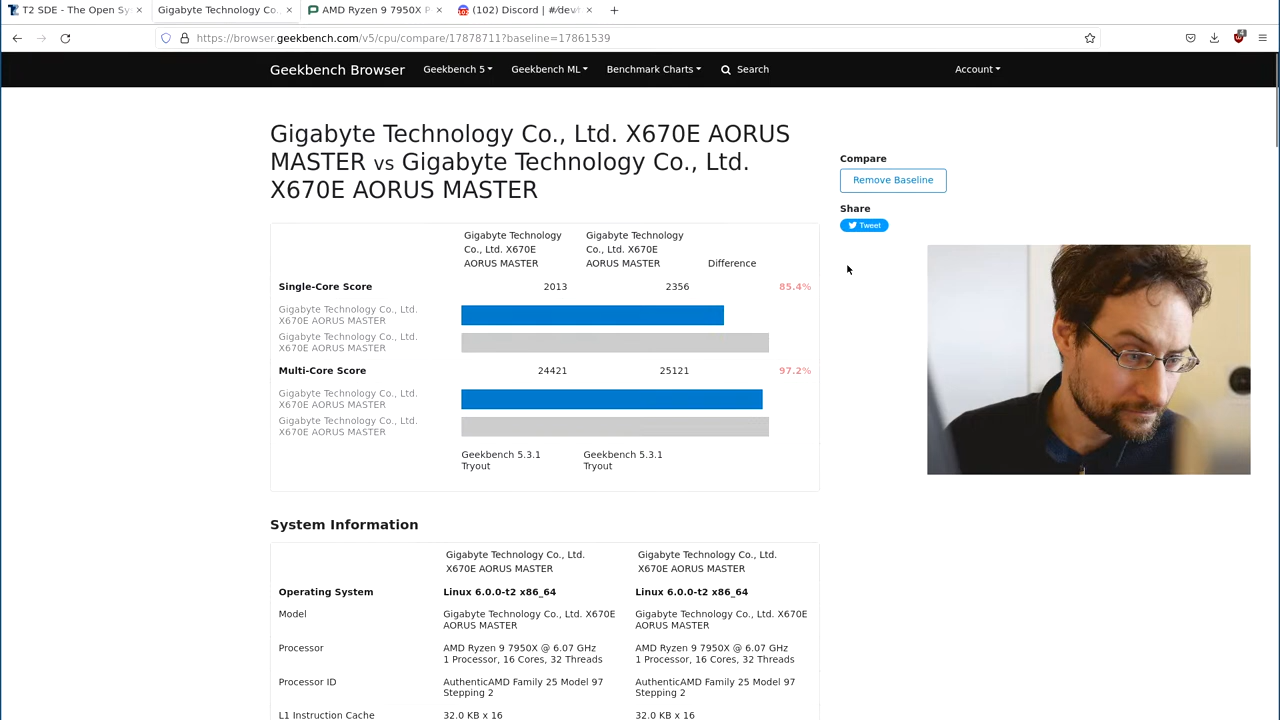 T2 SDE - The Open Sy
Gigabyte Technology Co.
AMD Ryzen 9 7950X P
(102) Discord | #/dev/
https://browser.geekbench.com/v5/cpu/compare/17878711?baseline=17861539
Geekbench Browser
Geekbench 5
Geekbench ML
Benchmark Charts
Search
Account
Gigabyte Technology Co., Ltd. X670E AORUS
MASTER vs Gigabyte Technology Co., Ltd.
X670E AORUS MASTER
Compare
Remove Baseline
Share
Tweet
Gigabyte Technology Gigabyte Technology
Co., Ltd. X670E Co., Ltd. X670E
AORUS MASTER AORUS MASTER Difference
Single-Core Score 2013 2356 85.4%
Gigabyte Technology Co., Ltd.
X670E AORUS MASTER
Gigabyte Technology Co., Ltd.
X670E AORUS MASTER
Multi-Core Score 24421 25121 97.2%
Gigabyte Technology Co., Ltd.
X670E AORUS MASTER
Gigabyte Technology Co., Ltd.
X670E AORUS MASTER
Geekbench 5.3.1 Geekbench 5.3.1
Tryout Tryout
System Information
Gigabyte Technology Co., Ltd. Gigabyte Technology Co., Ltd.
X670E AORUS MASTER X670E AORUS MASTER
Operating System Linux 6.0.0-t2 x86_64 Linux 6.0.0-t2 x86_64
Model Gigabyte Technology Co., Ltd. X670E Gigabyte Technology Co., Ltd. X670E
AORUS MASTER AORUS MASTER
Processor AMD Ryzen 9 7950X @ 6.07 GHz AMD Ryzen 9 7950X @ 6.07 GHz
1 Processor, 16 Cores, 32 Threads 1 Processor, 16 Cores, 32 Threads
Processor ID AuthenticAMD Family 25 Model 97 AuthenticAMD Family 25 Model 97
Stepping 2 Stepping 2
L1 Instruction Cache 32.0 KB x 16 32.0 KB x 16